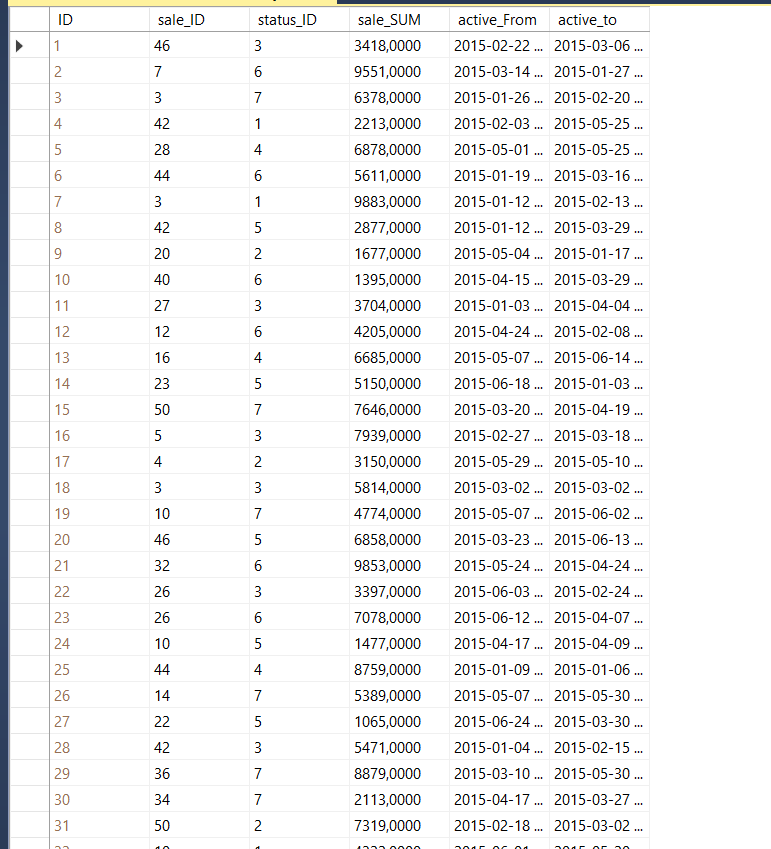 ID sale_ID status_ID sale_SUM active_From active_to
1 46 3 3418,0000 2015-02-22 ... 2015-03-06 ...
2 7 6 9551,0000 2015-03-14 ... 2015-01-27 ...
3 3 7 6378,0000 2015-01-26 ... 2015-02-20 ...
4 42 1 2213,0000 2015-02-03 ... 2015-05-25 ...
5 28 4 6878,0000 2015-05-01 ... 2015-05-25 ...
6 44 6 5611,0000 2015-01-19 ... 2015-03-16 ...
7 3 1 9883,0000 2015-01-12 ... 2015-02-13 ...
8 42 5 2877,0000 2015-01-12 ... 2015-03-29 ...
9 20 2 1677,0000 2015-05-04 ... 2015-01-17 ...
10 40 6 1395,0000 2015-04-15 ... 2015-03-29 ...
11 27 3 3704,0000 2015-01-03 ... 2015-04-04 ...
12 12 6 4205,0000 2015-04-24 ... 2015-02-08 ...
13 16 4 6685,0000 2015-05-07 ... 2015-06-14 ...
14 23 5 5150,0000 2015-06-18 ... 2015-01-03 ...
15 50 7 7646,0000 2015-03-20 ... 2015-04-19 ...
16 5 3 7939,0000 2015-02-27 ... 2015-03-18 ...
17 4 2 3150,0000 2015-05-29 ... 2015-05-10 ...
18 3 3 5814,0000 2015-03-02 ... 2015-03-02 ...
19 10 7 4774,0000 2015-05-07 ... 2015-06-02 ...
20 46 5 6858,0000 2015-03-23 ... 2015-06-13 ...
21 32 6 9853,0000 2015-05-24 ... 2015-04-24 ...
22 26 3 3397,0000 2015-06-03 ... 2015-02-24 ...
23 26 6 7078,0000 2015-06-12 ... 2015-04-07 ...
24 10 5 1477,0000 2015-04-17 ... 2015-04-09 ...
25 44 4 8759,0000 2015-01-09 ... 2015-01-06 ...
26 14 7 5389,0000 2015-05-07 ... 2015-05-30 ...
27 22 5 1065,0000 2015-06-24 ... 2015-03-30 ...
28 42 3 5471,0000 2015-01-04 ... 2015-02-15 ...
29 36 7 8879,0000 2015-03-10 ... 2015-05-30 ...
30 34 7 2113,0000 2015-04-17 ... 2015-03-27 ...
31 50 2 7319,0000 2015-02-18 ... 2015-03-02 ...